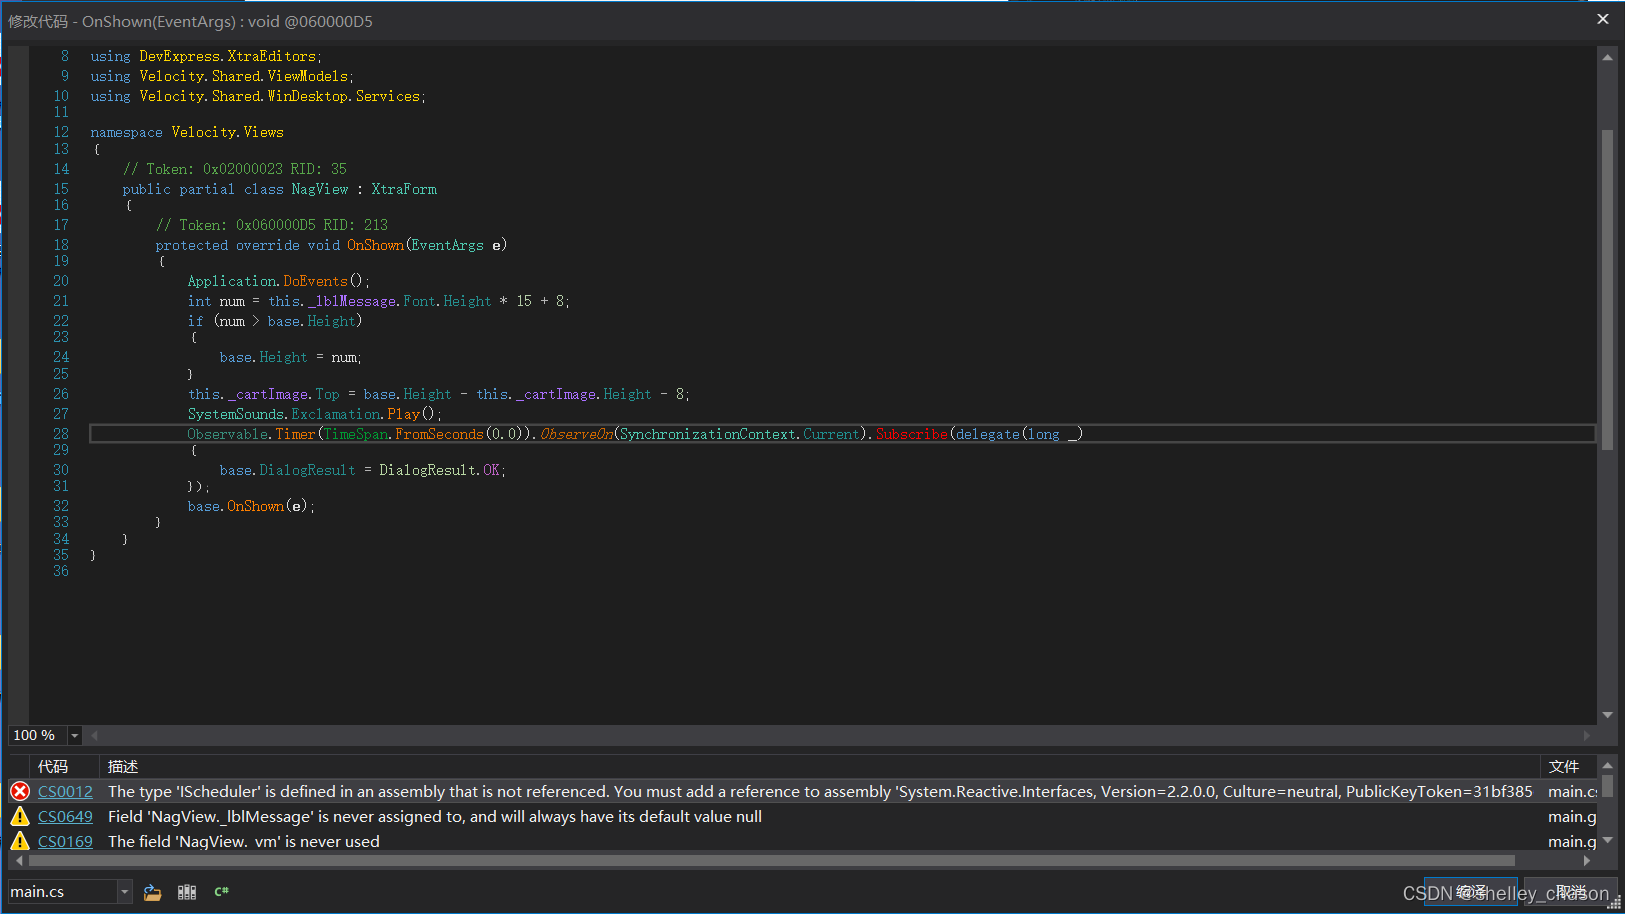 修改代码 - OnShown(EventArgs) : void @060000D5
8 using DevExpress.XtraEditors;
9 using Velocity.Shared.ViewModels;
10 using Velocity.Shared.WinDesktop.Services;
11
12 namespace Velocity.Views
13 {
14 // Token: 0x02000023 RID: 35
15 public partial class NagView : XtraForm
16 {
17 // Token: 0x060000D5 RID: 213
18 protected override void OnShown(EventArgs e)
19 {
20 Application.DoEvents();
21 int num = this._lblMessage.Font.Height * 15 + 8;
22 if (num > base.Height)
23 {
24 base.Height = num;
25 }
26 this._cartImage.Top = base.Height - this._cartImage.Height - 8;
27 SystemSounds.Exclamation.Play();
28 Observable.Timer(TimeSpan.FromSeconds(0.0)).ObserveOn(SynchronizationContext.Current).Subscribe(delegate(long _)
29 {
30 base.DialogResult = DialogResult.OK;
31 });
32 base.OnShown(e);
33 }
34 }
35 }
36
100 %
代码 描述 文件
CS0012 The type 'IScheduler' is defined in an assembly that is not referenced. You must add a reference to assembly 'System.Reactive.Interfaces, Version=2.2.0.0, Culture=neutral, PublicKeyToken=31bf385 main.cs
CS0649 Field 'NagView._lblMessage' is never assigned to, and will always have its default value null main.g
CS0169 The field 'NagView._vm' is never used main.g
main.cs C# 编译 取消
CSDN @shelley_chason